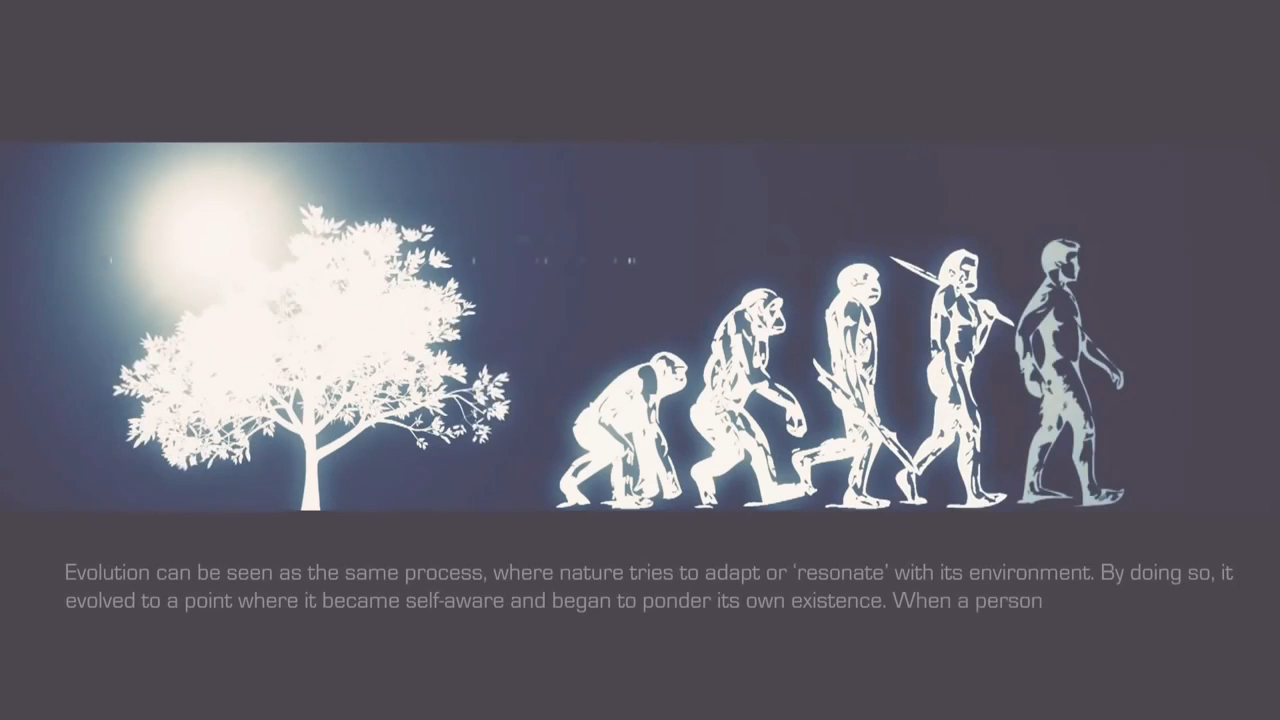 Evolution can be seen as the same process, where nature tries to adapt or ‘resonate’ with its environment. By doing so, it
evolved to a point where it became self-aware and began to ponder its own existence. When a person